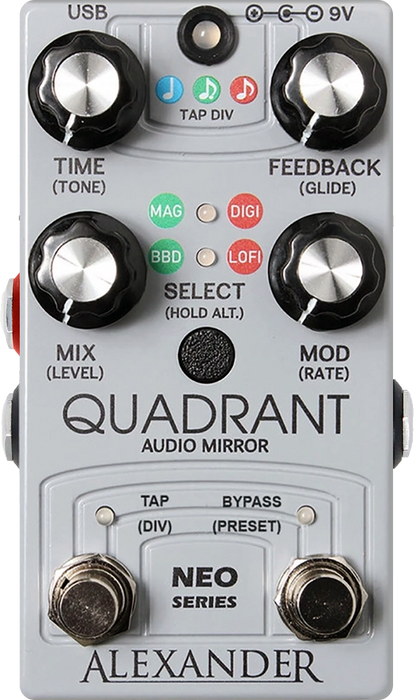 USB
9V
TAP DIV
TIME
(TONE)
FEEDBACK
(GLIDE)
MAG
DIGI
BBD
LOFI
SELECT
(HOLD ALT.)
MIX
(LEVEL)
MOD
(RATE)
QUADRANT
AUDIO MIRROR
TAP
(DIV)
BYPASS
(PRESET)
NEO
SERIES
ALEXANDER